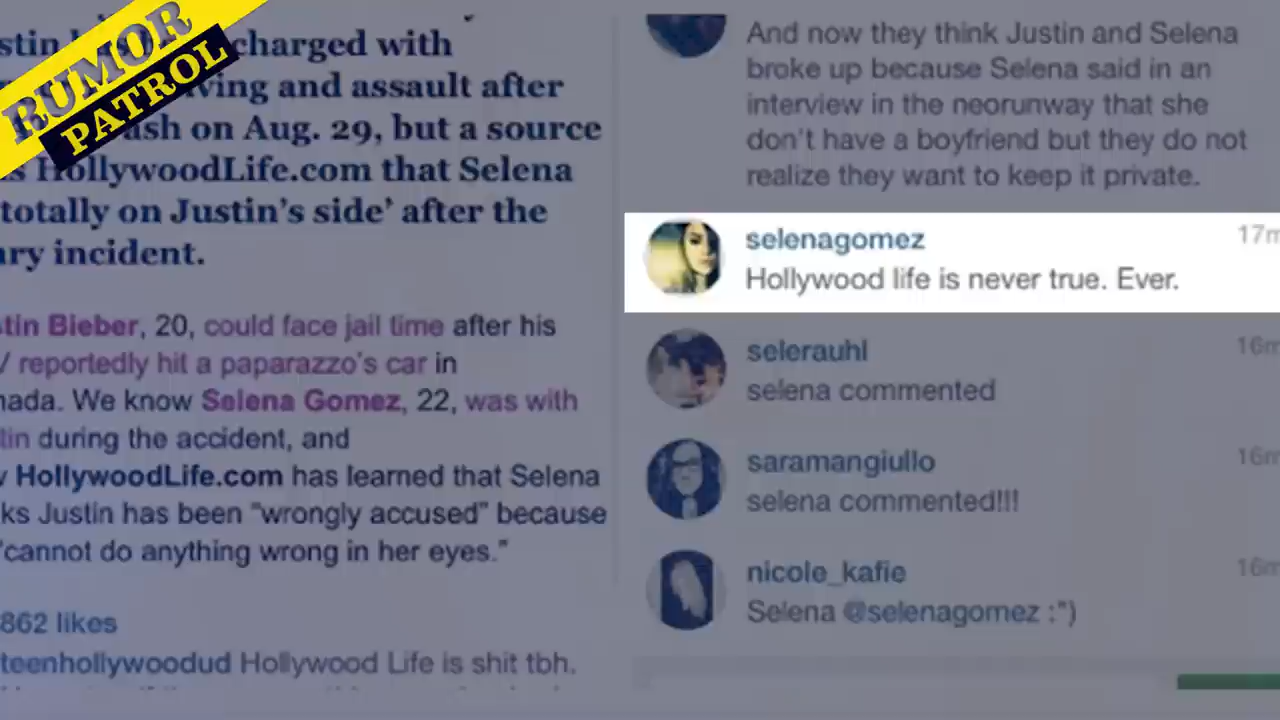 RUMOR
PATROL
charged with
ving and assault after
ash on Aug. 29, but a source
s HollywoodLife.com that Selena
totally on Justin's side' after the
ary incident.
tin Bieber, 20, could face jail time after his
/ reportedly hit a paparazzo's car in
nada. We know Selena Gomez, 22, was with
tin during the accident, and
v HollywoodLife.com has learned that Selena
ks Justin has been "wrongly accused" because
'cannot do anything wrong in her eyes."
862 likes
teenhollywoodud Hollywood Life is shit tbh.
And now they think Justin and Selena
broke up because Selena said in an
interview in the neorunway that she
don't have a boyfriend but they do not
realize they want to keep it private.
selenagomez 17m
Hollywood life is never true. Ever.
selerauhl 16m
selena commented
saramangiullo 16m
selena commented!!!
nicole_kafie 16m
Selena @selenagomez :")